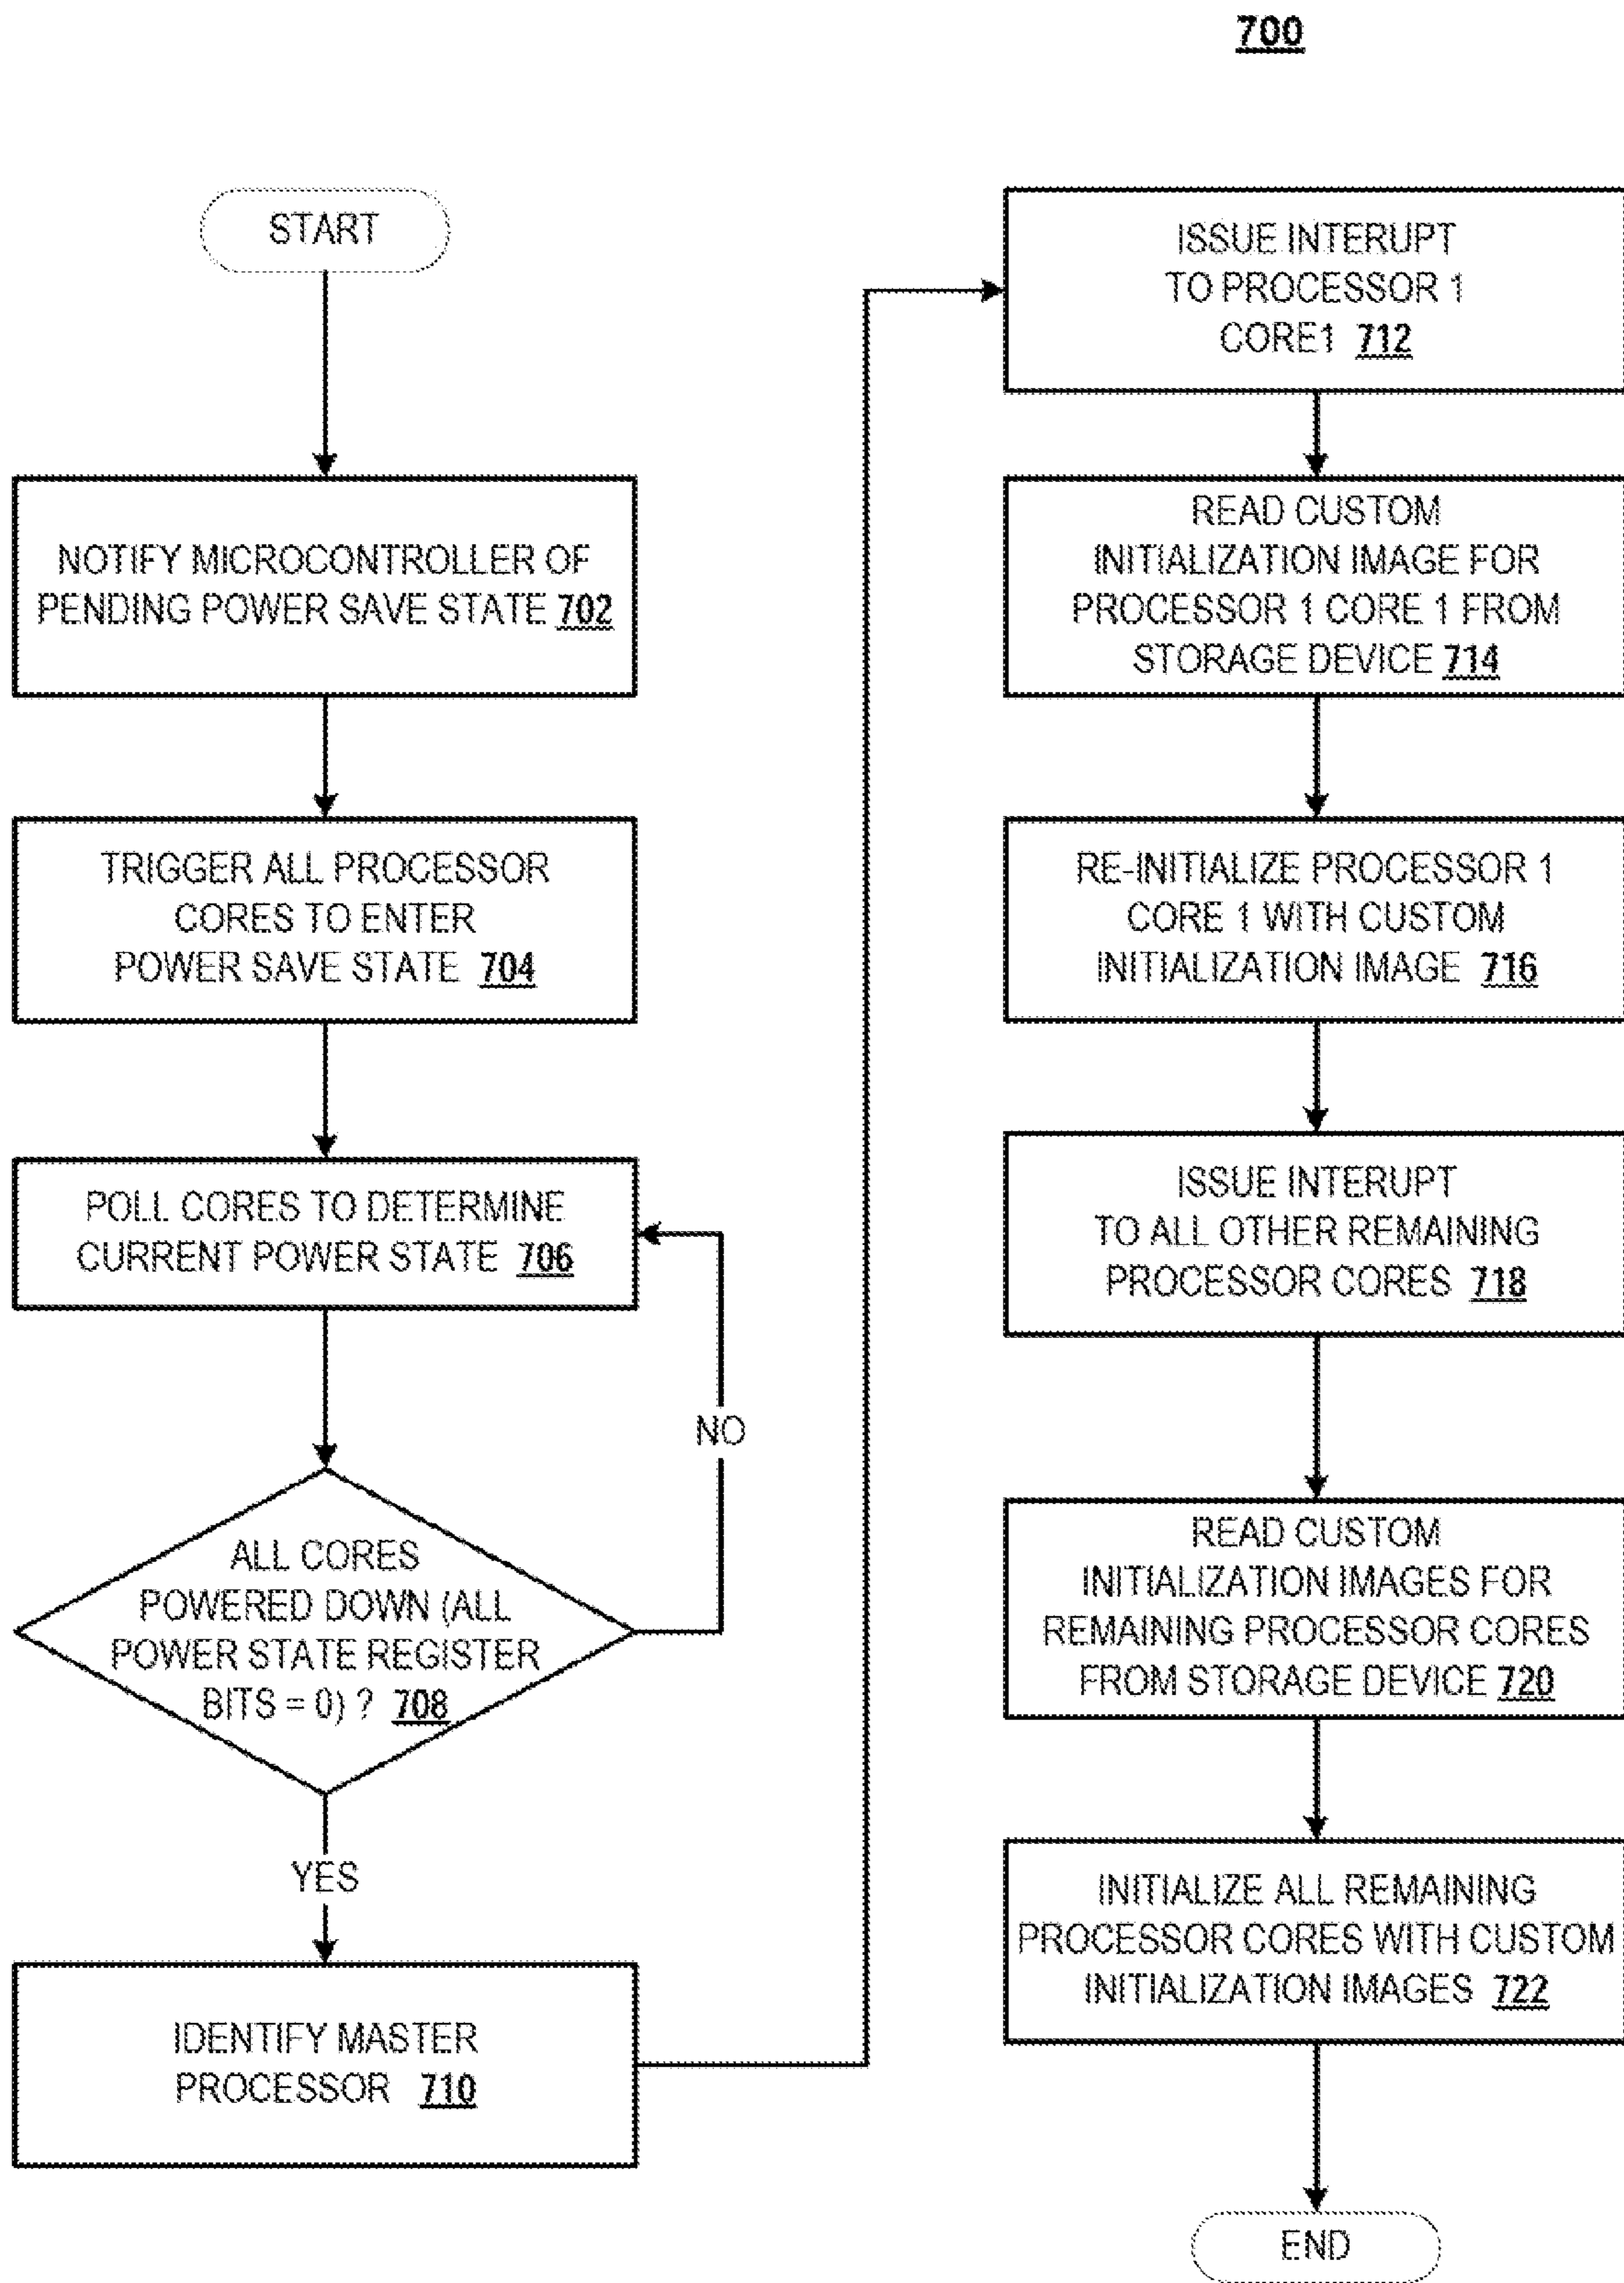 700
START
NOTIFY MICROCONTROLLER OF
PENDING POWER SAVE STATE 702
TRIGGER ALL PROCESSOR
CORES TO ENTER
POWER SAVE STATE 704
POLL CORES TO DETERMINE
CURRENT POWER STATE 706
NO
ALL CORES
POWERED DOWN (ALL
POWER STATE REGISTER
BITS = 0) ? 708
YES
IDENTIFY MASTER
PROCESSOR 710
ISSUE INTERUPT
TO PROCESSOR 1
CORE1 712
READ CUSTOM
INITIALIZATION IMAGE FOR
PROCESSOR 1 CORE 1 FROM
STORAGE DEVICE 714
RE-INITIALIZE PROCESSOR 1
CORE 1 WITH CUSTOM
INITIALIZATION IMAGE 716
ISSUE INTERUPT
TO ALL OTHER REMAINING
PROCESSOR CORES 718
READ CUSTOM
INITIALIZATION IMAGES FOR
REMAINING PROCESSOR CORES
FROM STORAGE DEVICE 720
INITIALIZE ALL REMAINING
PROCESSOR CORES WITH CUSTOM
INITIALIZATION IMAGES 722
END